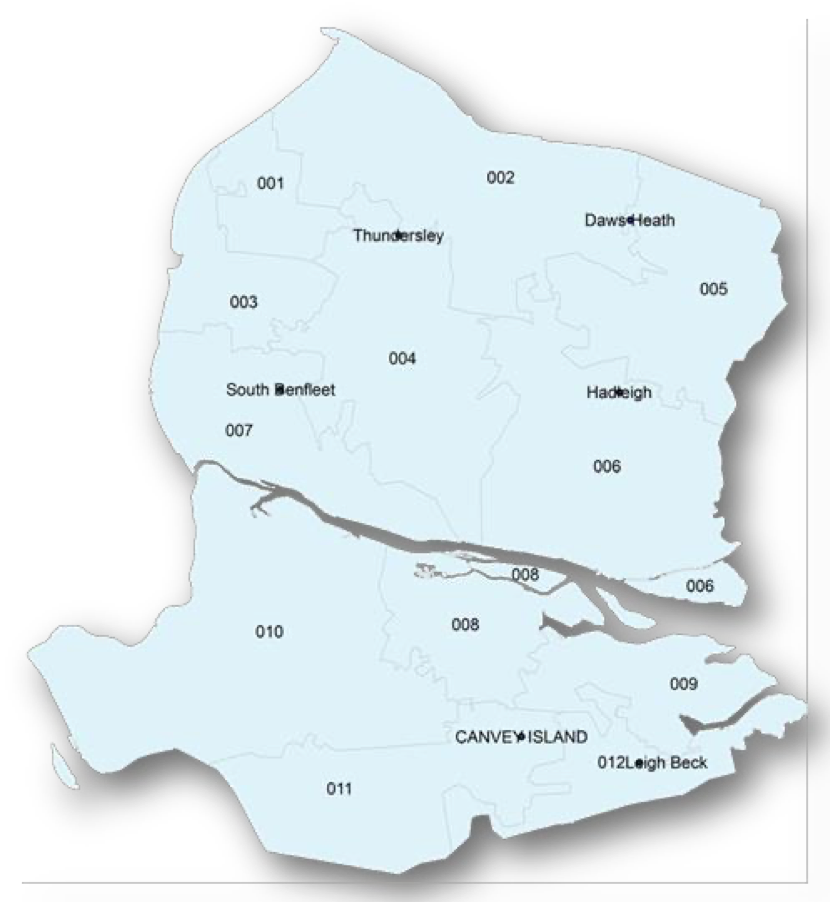 001
002
Daws Heath
Thundersley
005
003
004
South Benfleet
Hadleigh
007
006
008
006
008
010
009
CANVEY ISLAND
012Leigh Beck
011